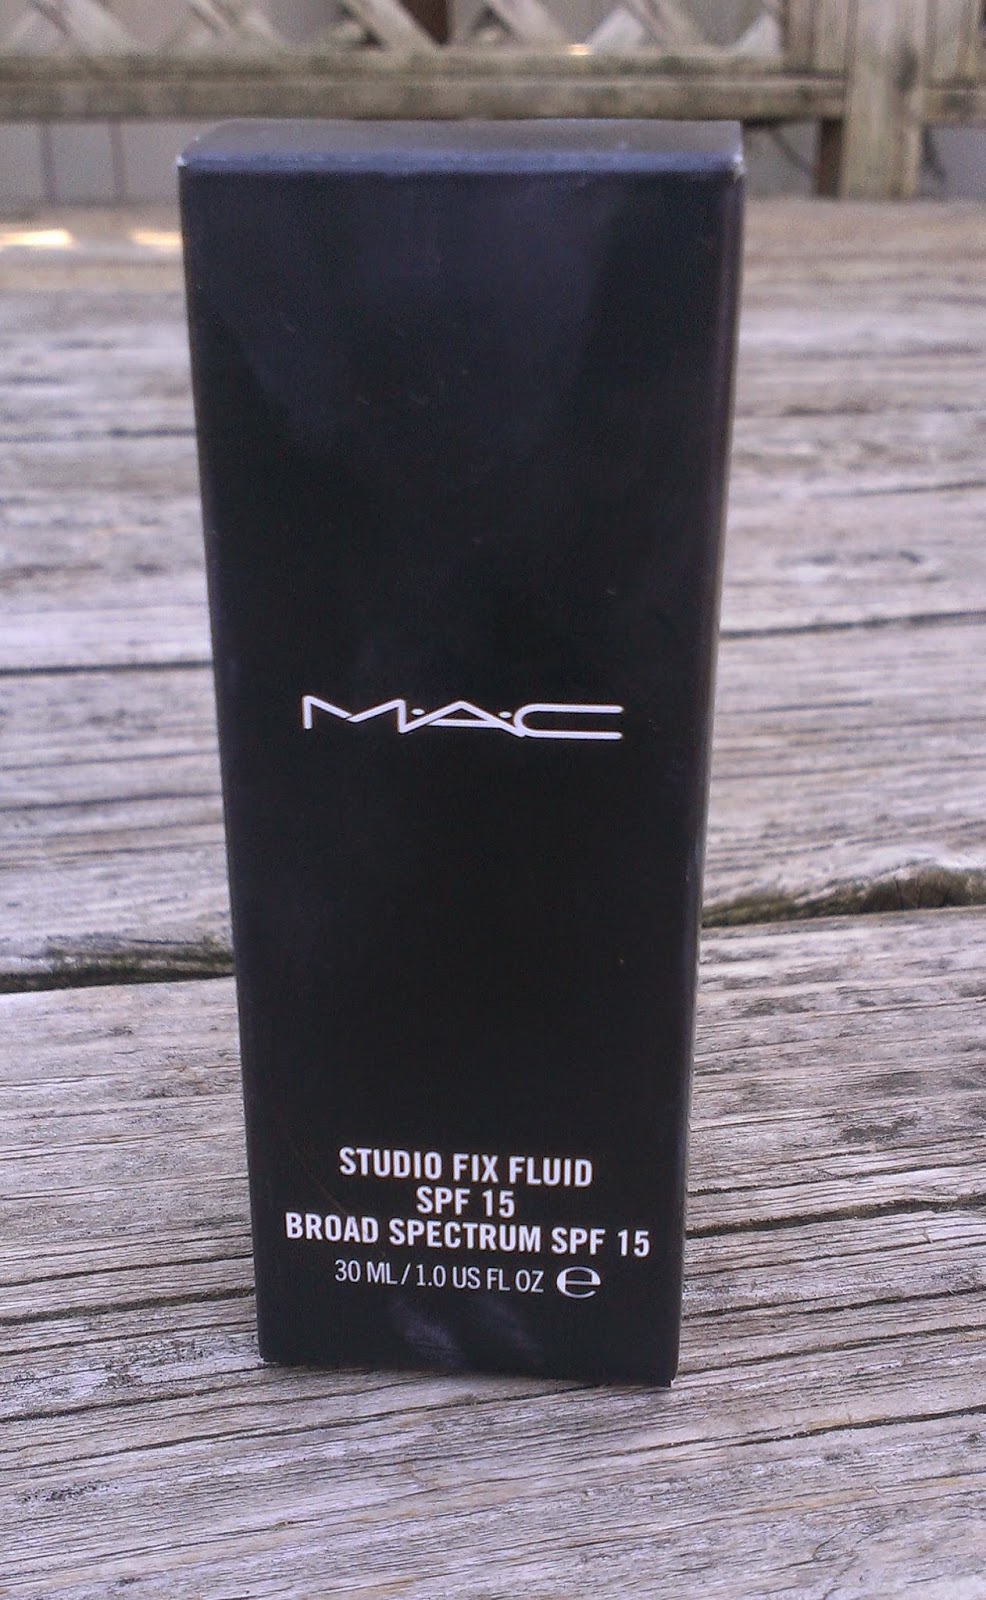 M·A·C
STUDIO FIX FLUID
SPF 15
BROAD SPECTRUM SPF 15
30 ML / 1.0 US FL OZ ℮